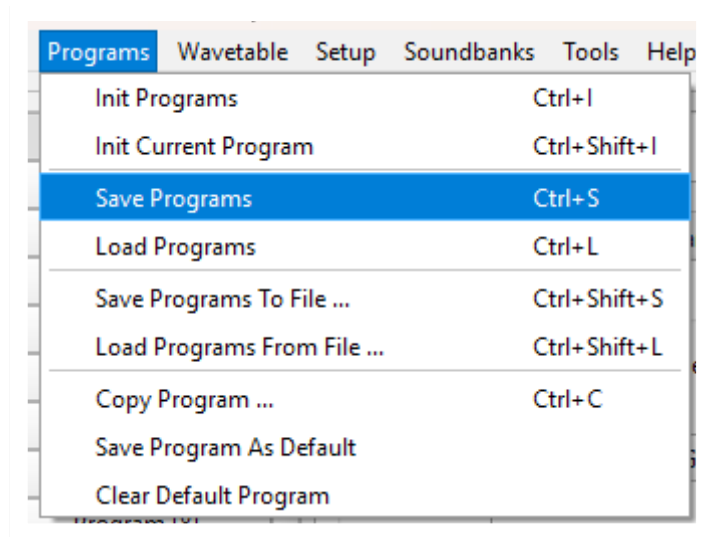 Programs Wavetable Setup Soundbanks Tools Help
Init Programs Ctrl+I
Init Current Program Ctrl+Shift+I
Save Programs Ctrl+S
Load Programs Ctrl+L
Save Programs To File ... Ctrl+Shift+S
Load Programs From File ... Ctrl+Shift+L
Copy Program ... Ctrl+C
Save Program As Default
Clear Default Program